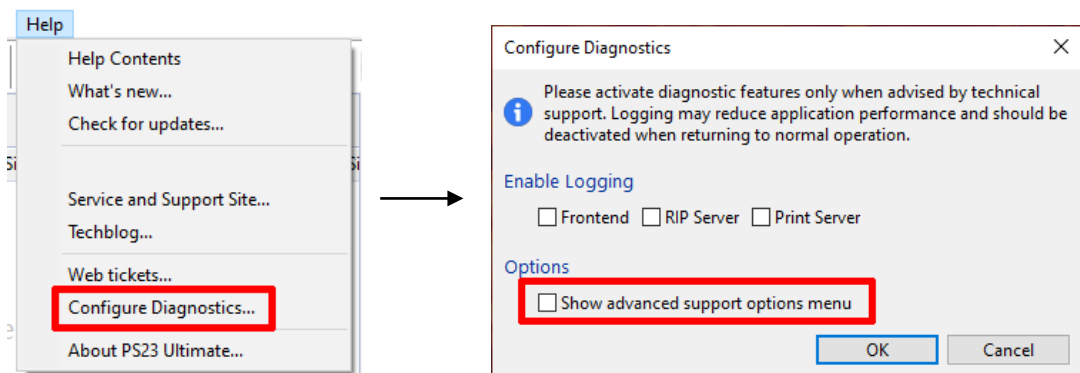 Help
Help Contents
What's new...
Check for updates...
Service and Support Site...
Techblog...
Web tickets...
Configure Diagnostics...
About PS23 Ultimate...
Configure Diagnostics
Please activate diagnostic features only when advised by technical
support. Logging may reduce application performance and should be
deactivated when returning to normal operation.
Enable Logging
Frontend RIP Server Print Server
Options
Show advanced support options menu
OK Cancel